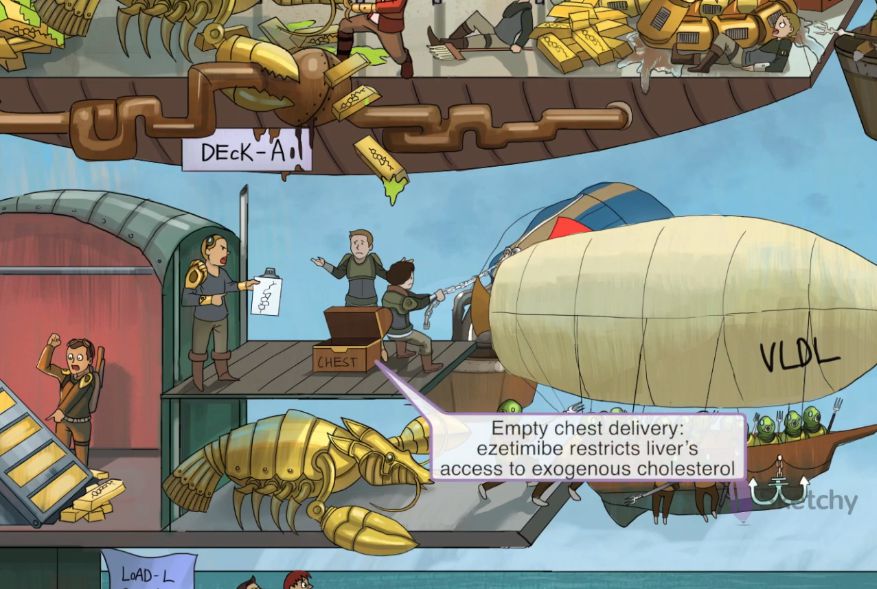 DECK-A
CHEST
VLDL
Empty chest delivery:
ezetimibe restricts liver's
access to exogenous cholesterol
LOAD-L